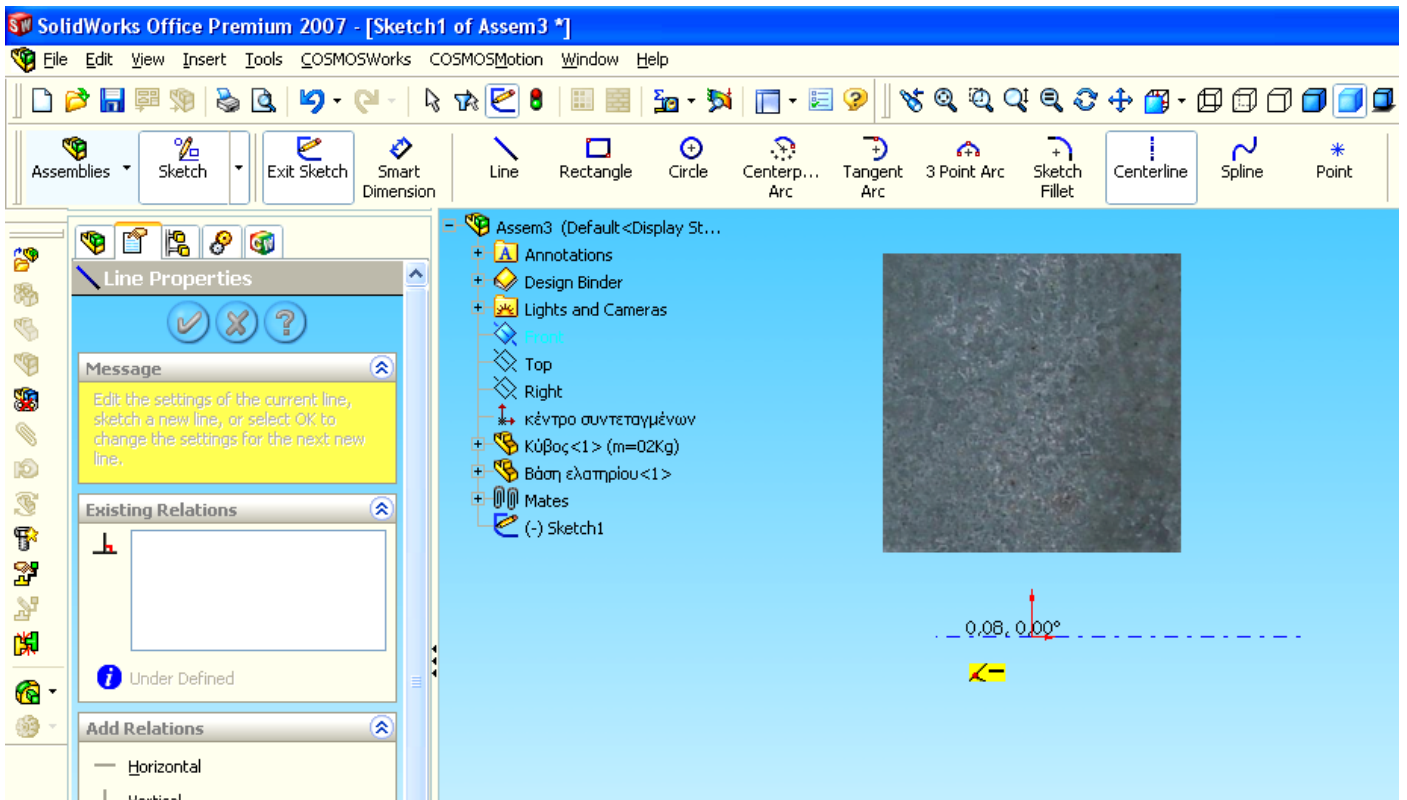 SolidWorks Office Premium 2007 - [Sketch1 of Assem3 *]
File Edit View Insert Tools COSMOSWorks COSMOSMotion Window Help
Assemblies Sketch Exit Sketch Smart Dimension Line Rectangle Circle Centerp... Arc Tangent Arc 3 Point Arc Sketch Fillet Centerline Spline Point
Line Properties
Message
Edit the settings of the current line,
sketch a new line, or select OK to
change the settings for the next new
line.
Existing Relations
Under Defined
Add Relations
Horizontal
Vertical
Assem3 (Default<Display St...
Annotations
Design Binder
Lights and Cameras
Front
Top
Right
κέντρο συντεταγμένων
Κύβος<1> (m=02Kg)
Βάση ελατηρίου<1>
Mates
(-) Sketch1
0,08, 0,00°